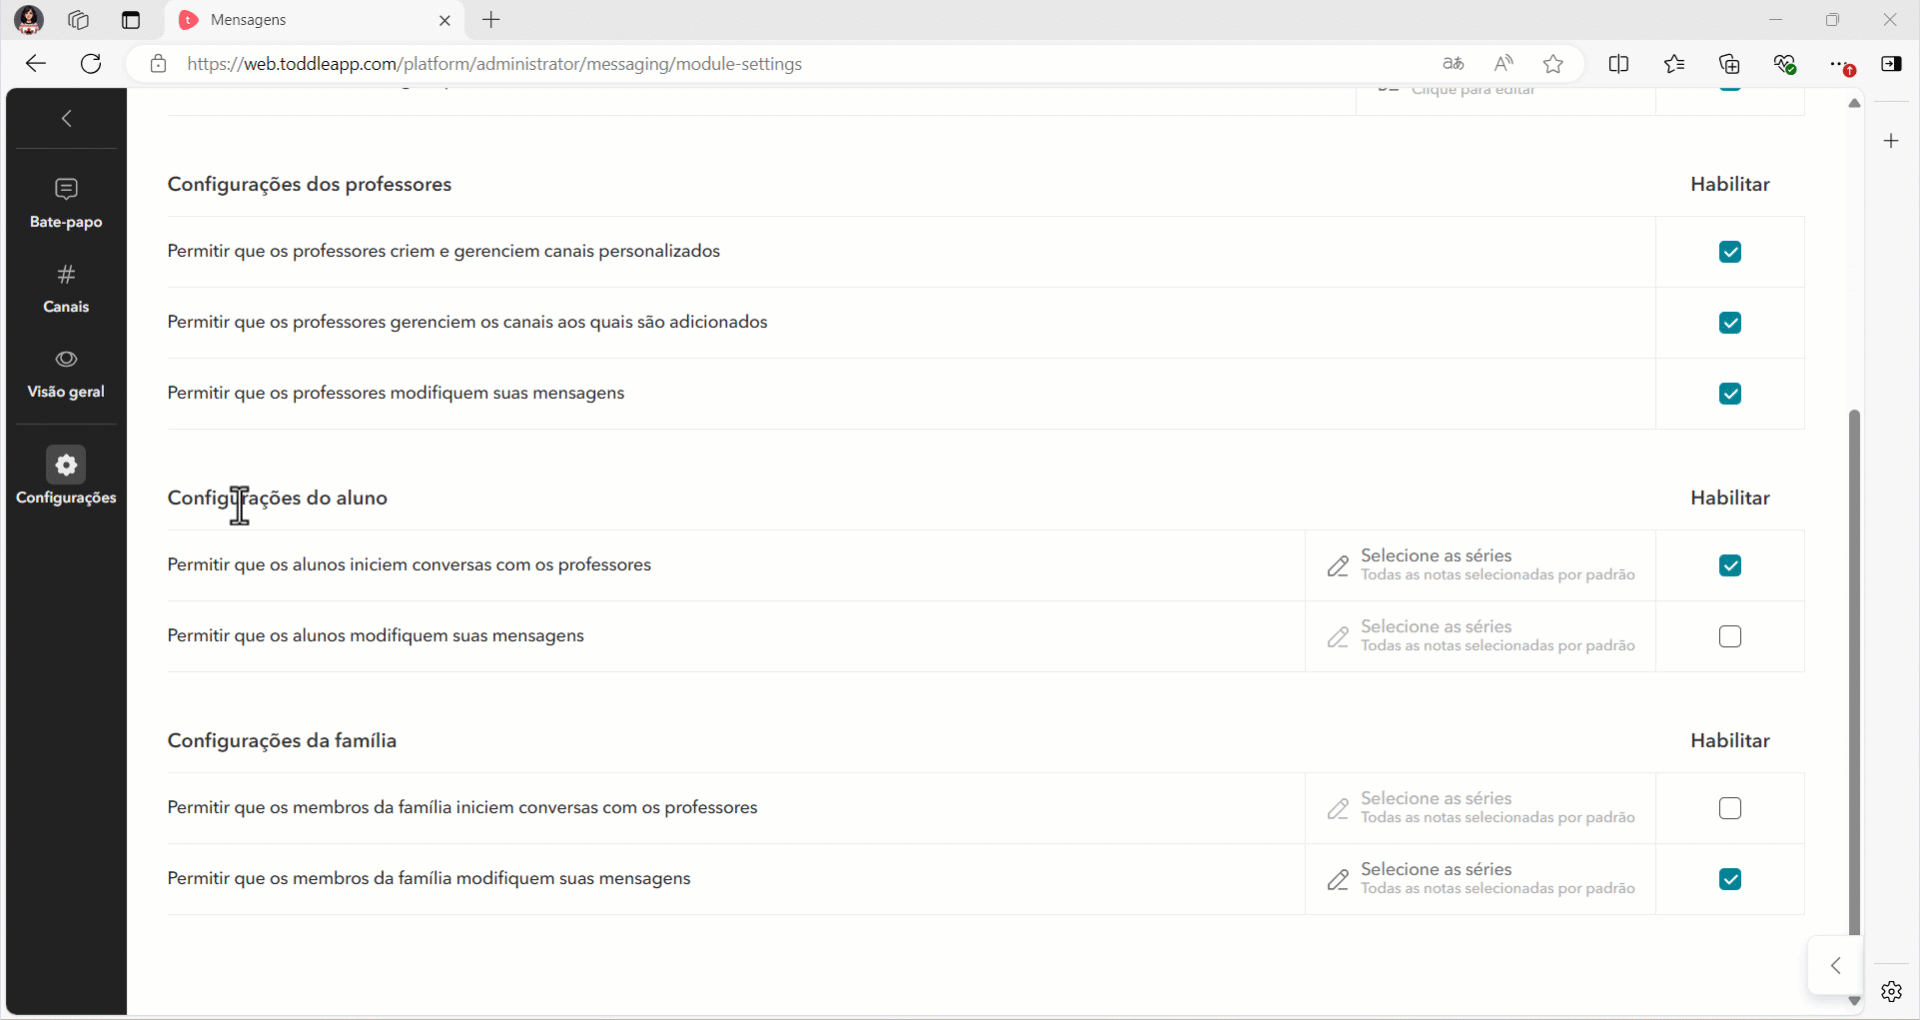 Mensagens
https://web.toddleapp.com/platform/administrator/messaging/module-settings
Clique para editar
Bate-papo
Canais
Visão geral
Configurações
Configurações dos professores
Habilitar
Permitir que os professores criem e gerenciem canais personalizados
Permitir que os professores gerenciem os canais aos quais são adicionados
Permitir que os professores modifiquem suas mensagens
Configurações do aluno
Habilitar
Permitir que os alunos iniciem conversas com os professores
Selecione as séries
Todas as notas selecionadas por padrão
Permitir que os alunos modifiquem suas mensagens
Selecione as séries
Todas as notas selecionadas por padrão
Configurações da família
Habilitar
Permitir que os membros da família iniciem conversas com os professores
Selecione as séries
Todas as notas selecionadas por padrão
Permitir que os membros da família modifiquem suas mensagens
Selecione as séries
Todas as notas selecionadas por padrão